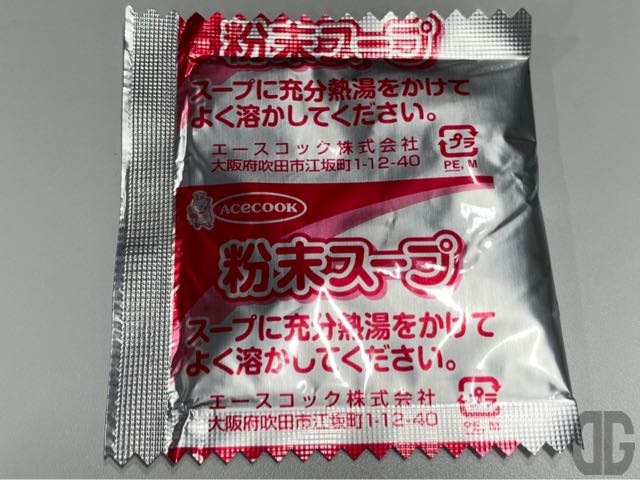 粉末スープ
スープに充分熱湯をかけて
よく溶かしてください。
エースコック株式会社
大阪府吹田市江坂町1-12-40
プラ
PE, M
ACECOOK
粉末スープ
スープに充分熱湯をかけて
よく溶かしてください。
エースコック株式会社
大阪府吹田市江坂町1-12-40
プラ
PE, M
DG